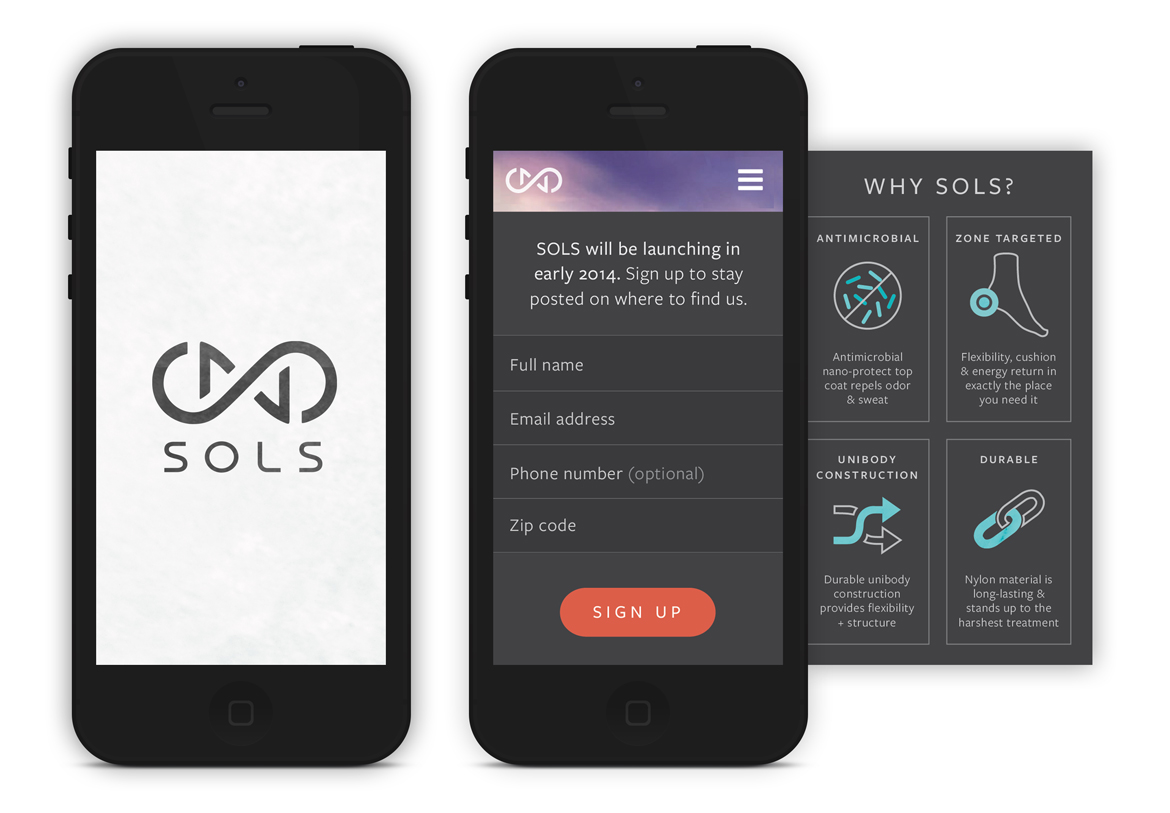 SOLS
SOLS will be launching in
early 2014. Sign up to stay
posted on where to find us.
Full name
Email address
Phone number (optional)
Zip code
SIGN UP
WHY SOLS?
ANTIMICROBIAL
Antimicrobial
nano-protect top
coat repels odor
& sweat
ZONE TARGETED
Flexibility, cushion
& energy return in
exactly the place
you need it
UNIBODY
CONSTRUCTION
Durable unibody
construction
provides flexibility
+ structure
DURABLE
Nylon material is
long-lasting &
stands up to the
harshest treatment